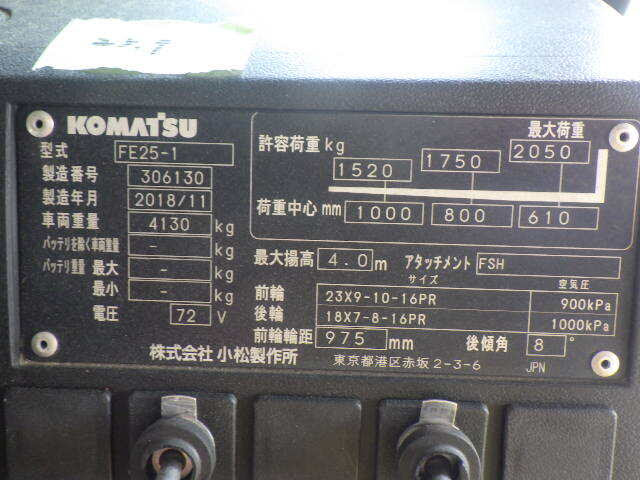 KOMATSU
型式 FE25-1
製造番号 306130
製造年月 2018/11
車両重量 4130 kg
バッテリを除く車両重量 - kg
バッテリ重量 最大 - kg
最小 - kg
電圧 72 V
最大荷重
許容荷重 kg 1520 1750 2050
荷重中心 mm 1000 800 610
最大揚高 4.0 m アタッチメント FSH
サイズ 空気圧
前輪 23X9-10-16PR 900kPa
後輪 18X7-8-16PR 1000kPa
前輪輪距 975 mm 後傾角 8 °
株式会社 小松製作所 東京都港区赤坂 2-3-6 JPN